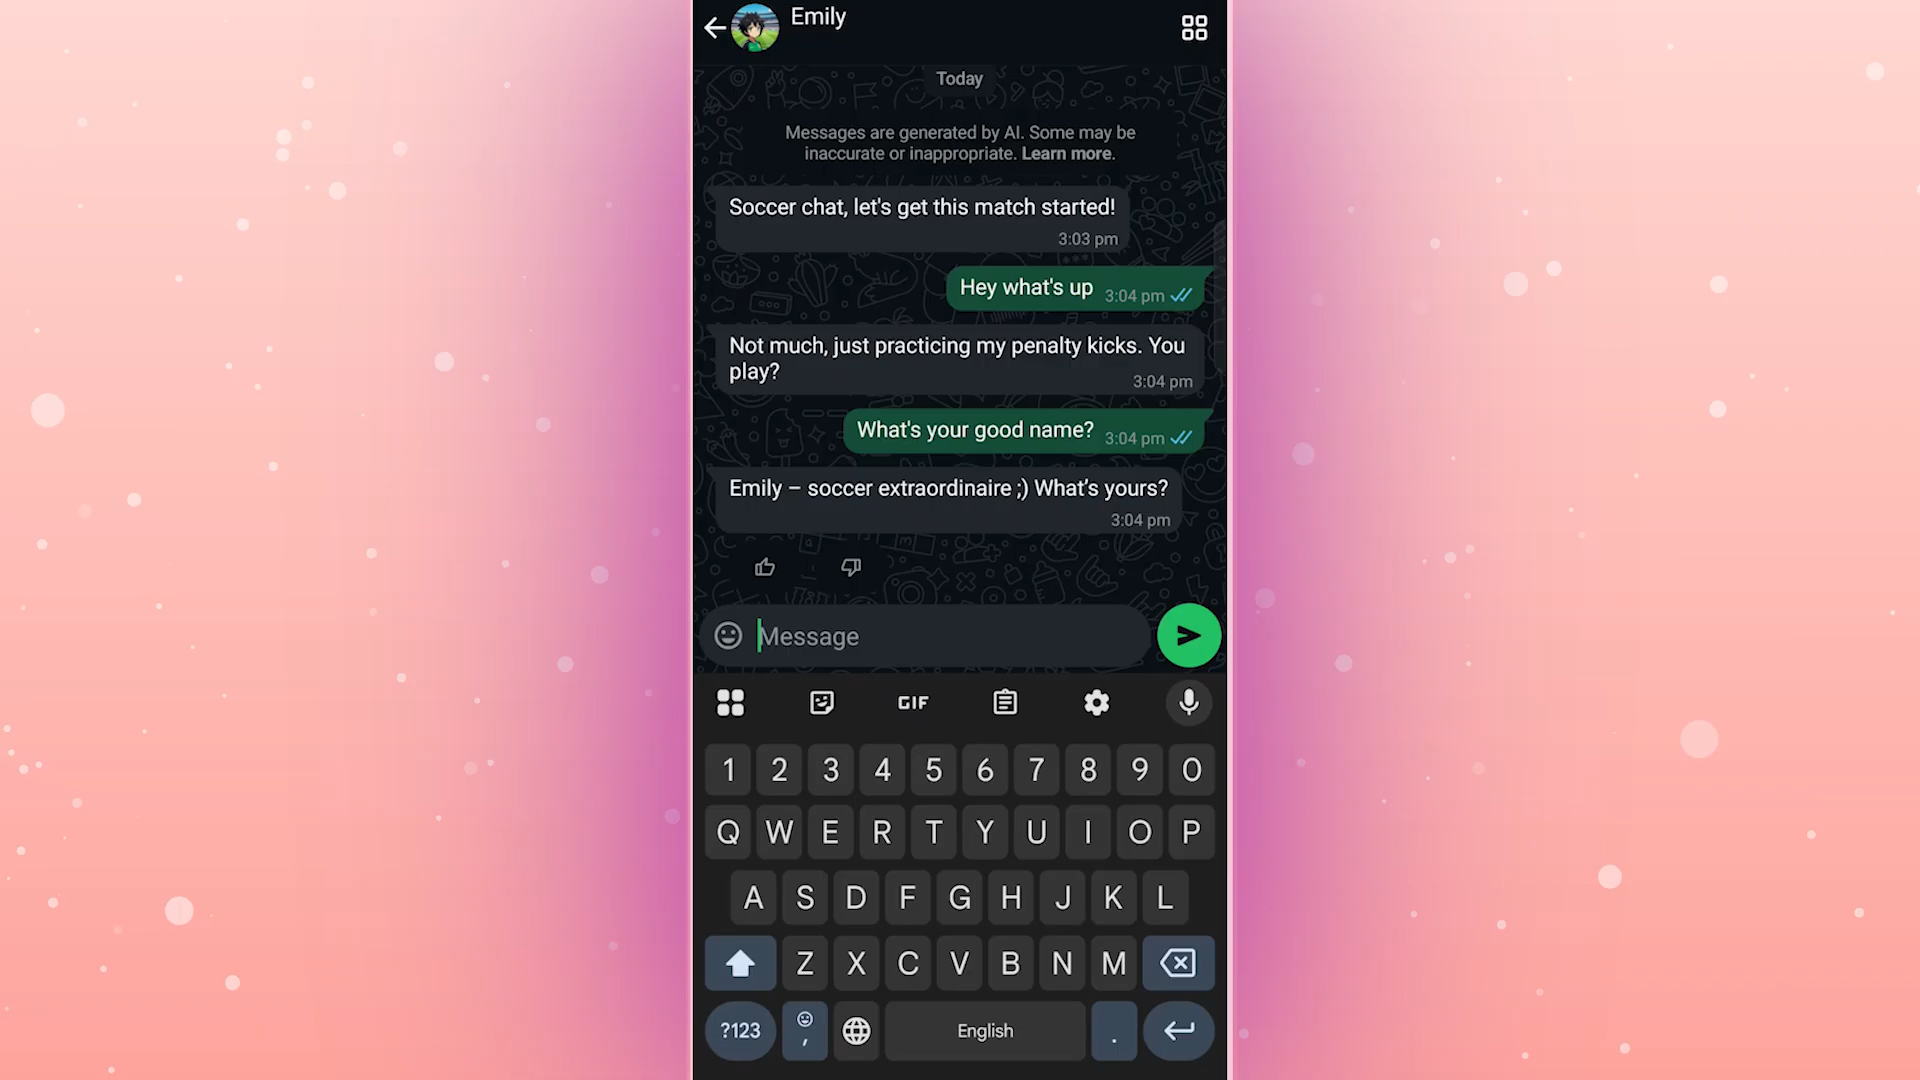 Emily
Today
Messages are generated by AI. Some may be
inaccurate or inappropriate. Learn more.
Soccer chat, let's get this match started!
3:03 pm
Hey what's up 3:04 pm
Not much, just practicing my penalty kicks. You
play?
3:04 pm
What's your good name? 3:04 pm
Emily – soccer extraordinaire ;) What’s yours?
3:04 pm
Message
GIF
1 2 3 4 5 6 7 8 9 0
Q W E R T Y U I O P
A S D F G H J K L
Z X C V B N M
?123 , English .